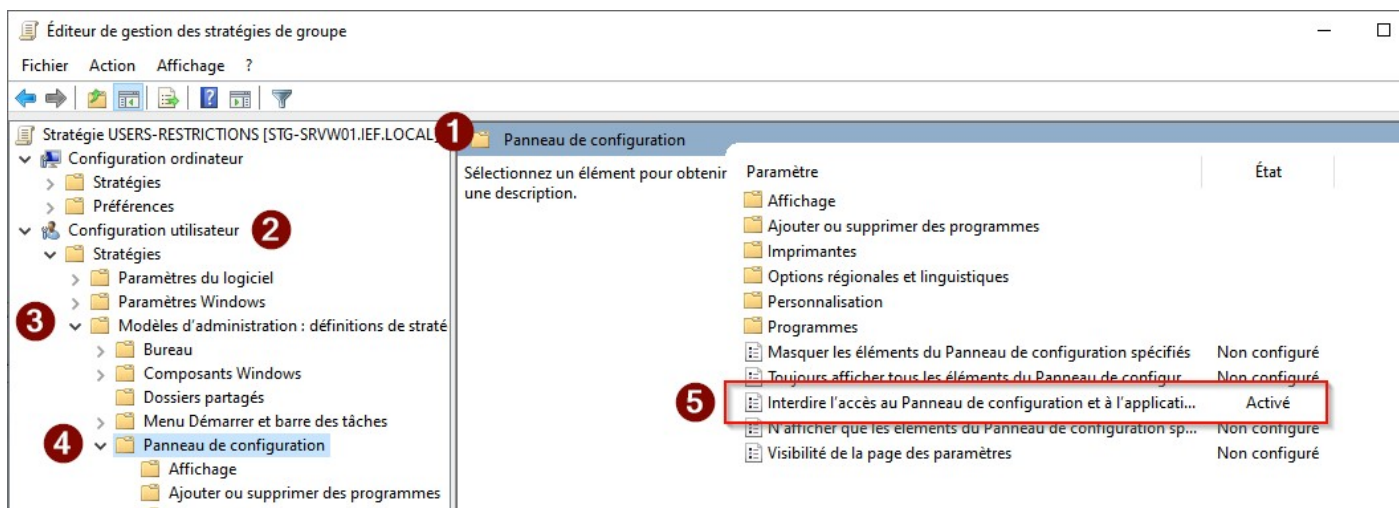 Éditeur de gestion des stratégies de groupe
Fichier Action Affichage ?
Stratégie USERS-RESTRICTIONS [STG-SRVW01.IEF.LOCAL]
1
Configuration ordinateur
Stratégies
Préférences
Configuration utilisateur
2
Stratégies
Paramètres du logiciel
Paramètres Windows
3
Modèles d'administration : définitions de straté
Bureau
Composants Windows
Dossiers partagés
Menu Démarrer et barre des tâches
4
Panneau de configuration
Affichage
Ajouter ou supprimer des programmes
Panneau de configuration
Sélectionnez un élément pour obtenir
une description.
Paramètre État
Affichage
Ajouter ou supprimer des programmes
Imprimantes
Options régionales et linguistiques
Personnalisation
Programmes
Masquer les éléments du Panneau de configuration spécifiés Non configuré
Toujours afficher tous les éléments du Panneau de configur... Non configuré
5
Interdire l'accès au Panneau de configuration et à l'applicati... Activé
N'afficher que les éléments du Panneau de configuration sp... Non configuré
Visibilité de la page des paramètres Non configuré